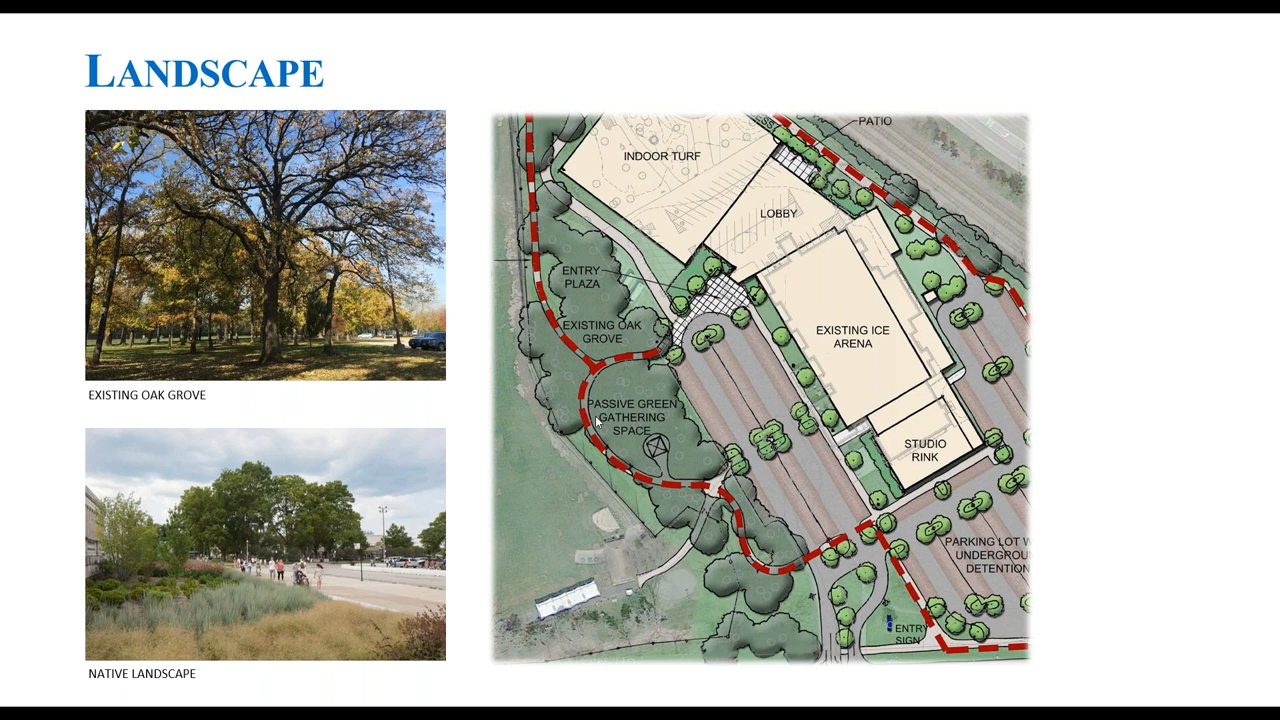 LANDSCAPE
EXISTING OAK GROVE
NATIVE LANDSCAPE
PATIO
INDOOR TURF
LOBBY
ENTRY
PLAZA
EXISTING OAK
GROVE
EXISTING ICE
ARENA
PASSIVE GREEN
GATHERING
SPACE
STUDIO
RINK
PARKING LOT W
UNDERGROU
DETENTION
ENTRY
SIGN